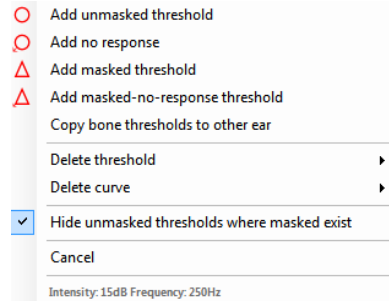 Add unmasked threshold
Add no response
Add masked threshold
Add masked-no-response threshold
Copy bone thresholds to other ear
Delete threshold
Delete curve
Hide unmasked thresholds where masked exist
Cancel
Intensity: 15dB Frequency: 250Hz